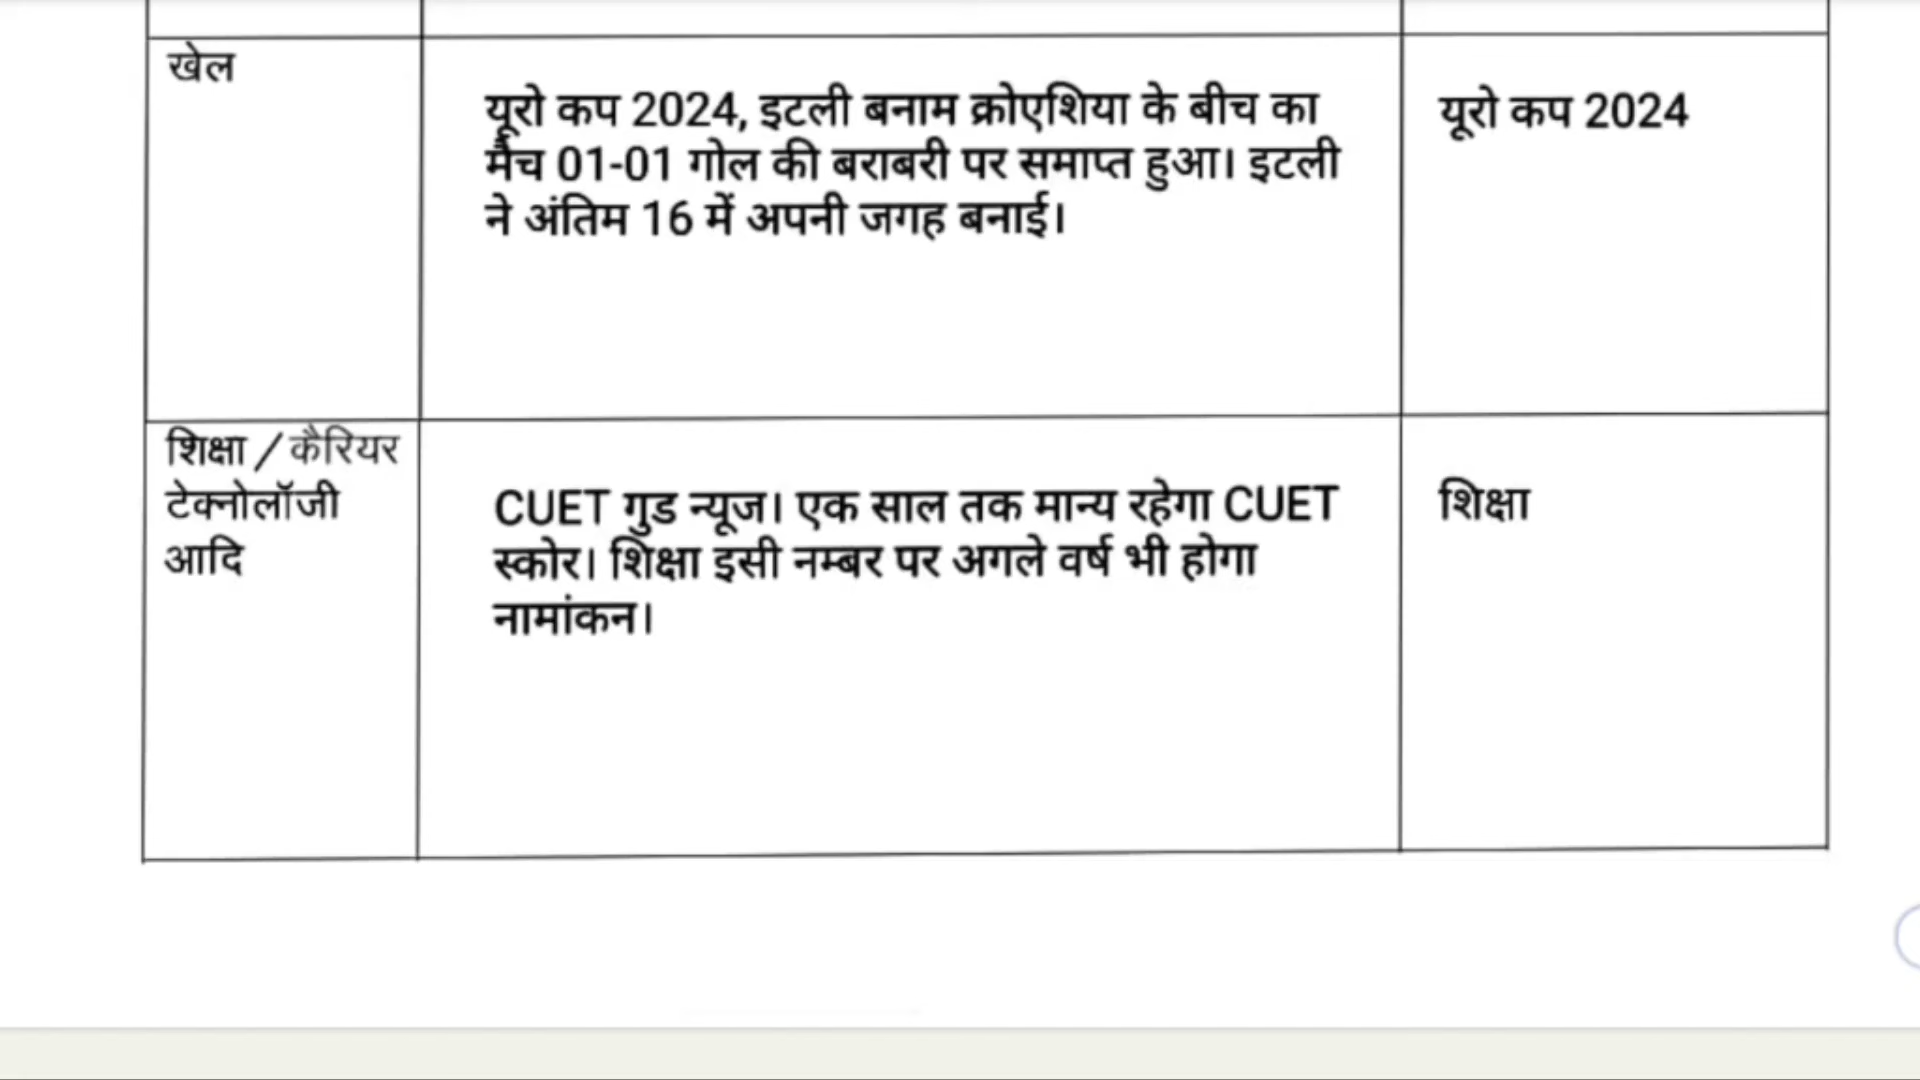 खेल
यूरो कप 2024, इटली बनाम क्रोएशिया के बीच का
मैच 01-01 गोल की बराबरी पर समाप्त हुआ। इटली
ने अंतिम 16 में अपनी जगह बनाई।
यूरो कप 2024
शिक्षा / कैरियर
टेक्नोलॉजी
आदि
CUET गुड न्यूज। एक साल तक मान्य रहेगा CUET
स्कोर। शिक्षा इसी नम्बर पर अगले वर्ष भी होगा
नामांकन।
शिक्षा